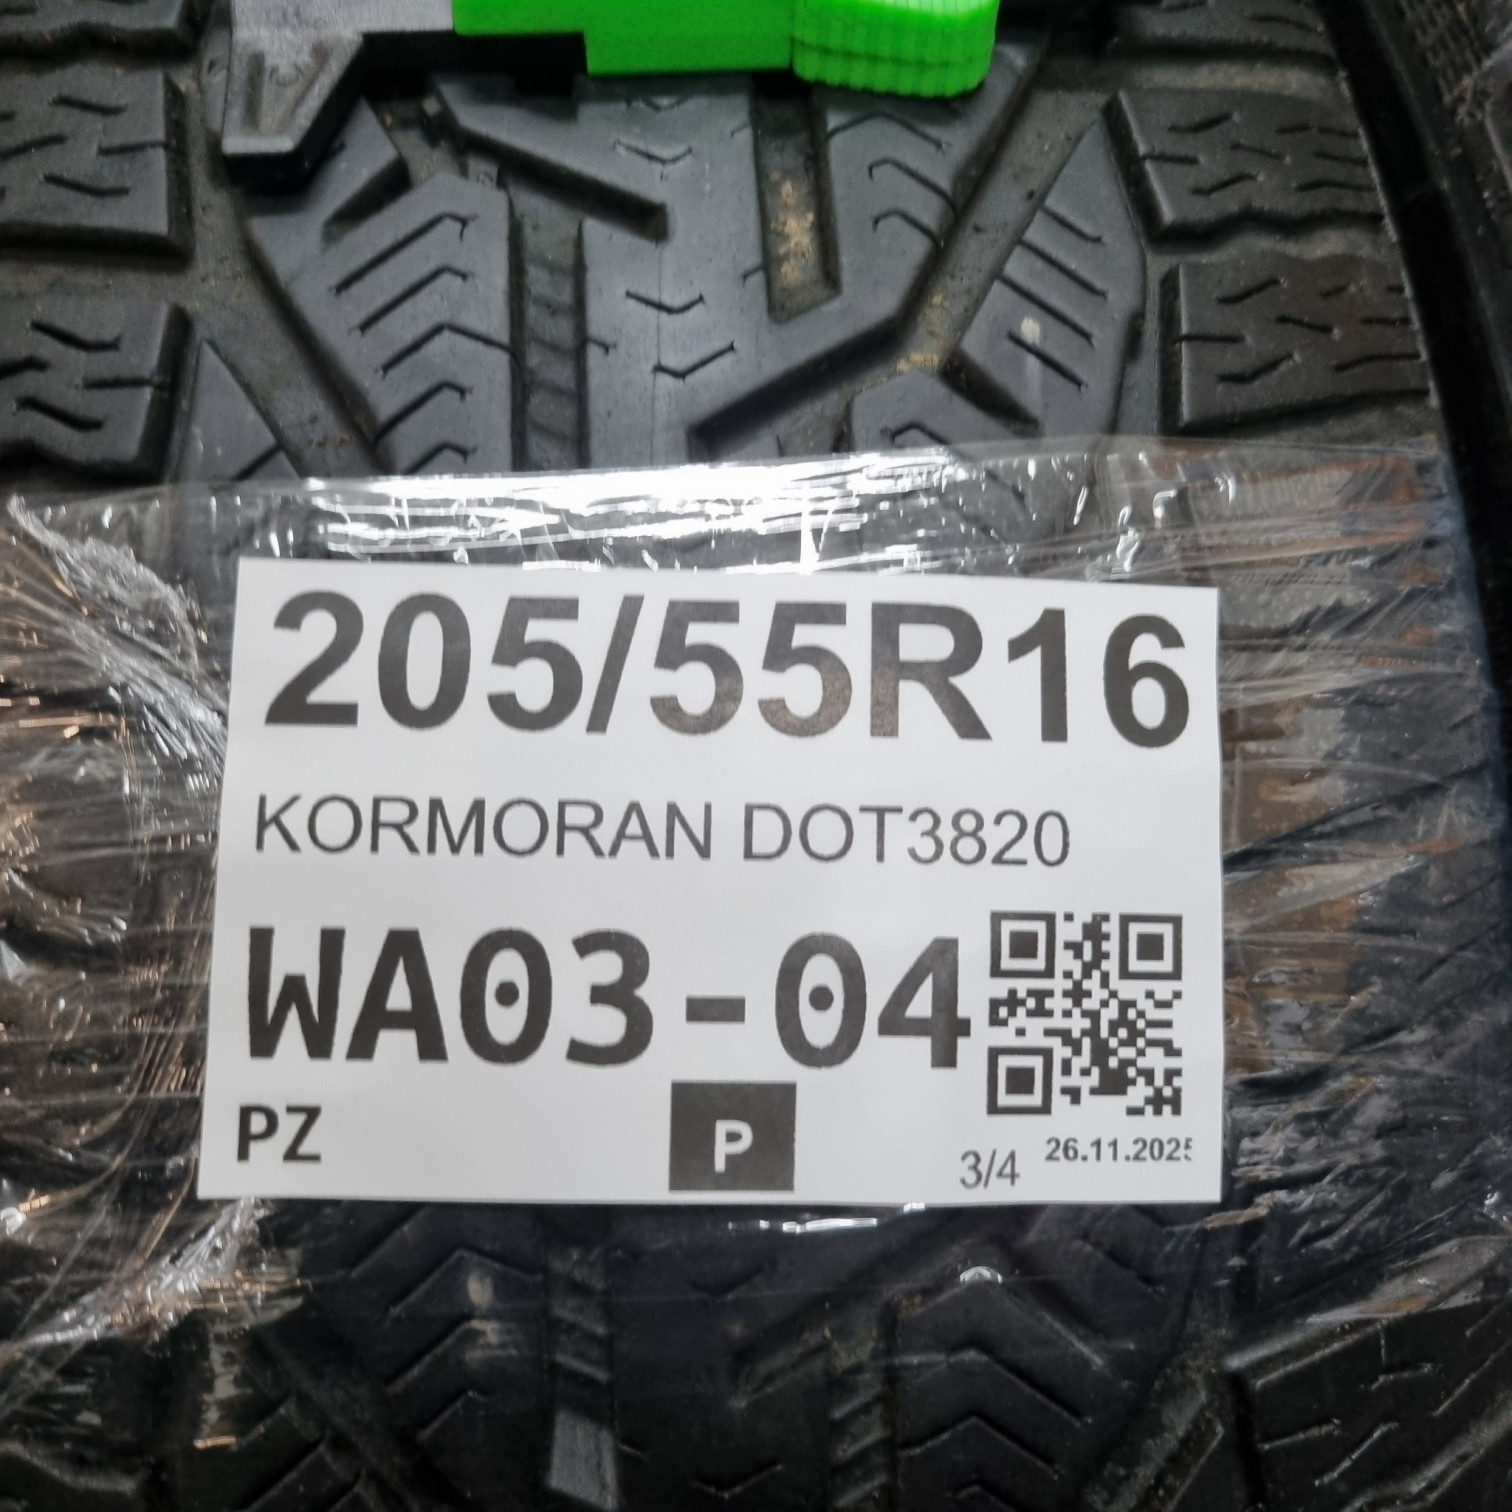 205/55R16
KORMORAN DOT3820
WA03-04
PZ
P
3/4
26.11.2025